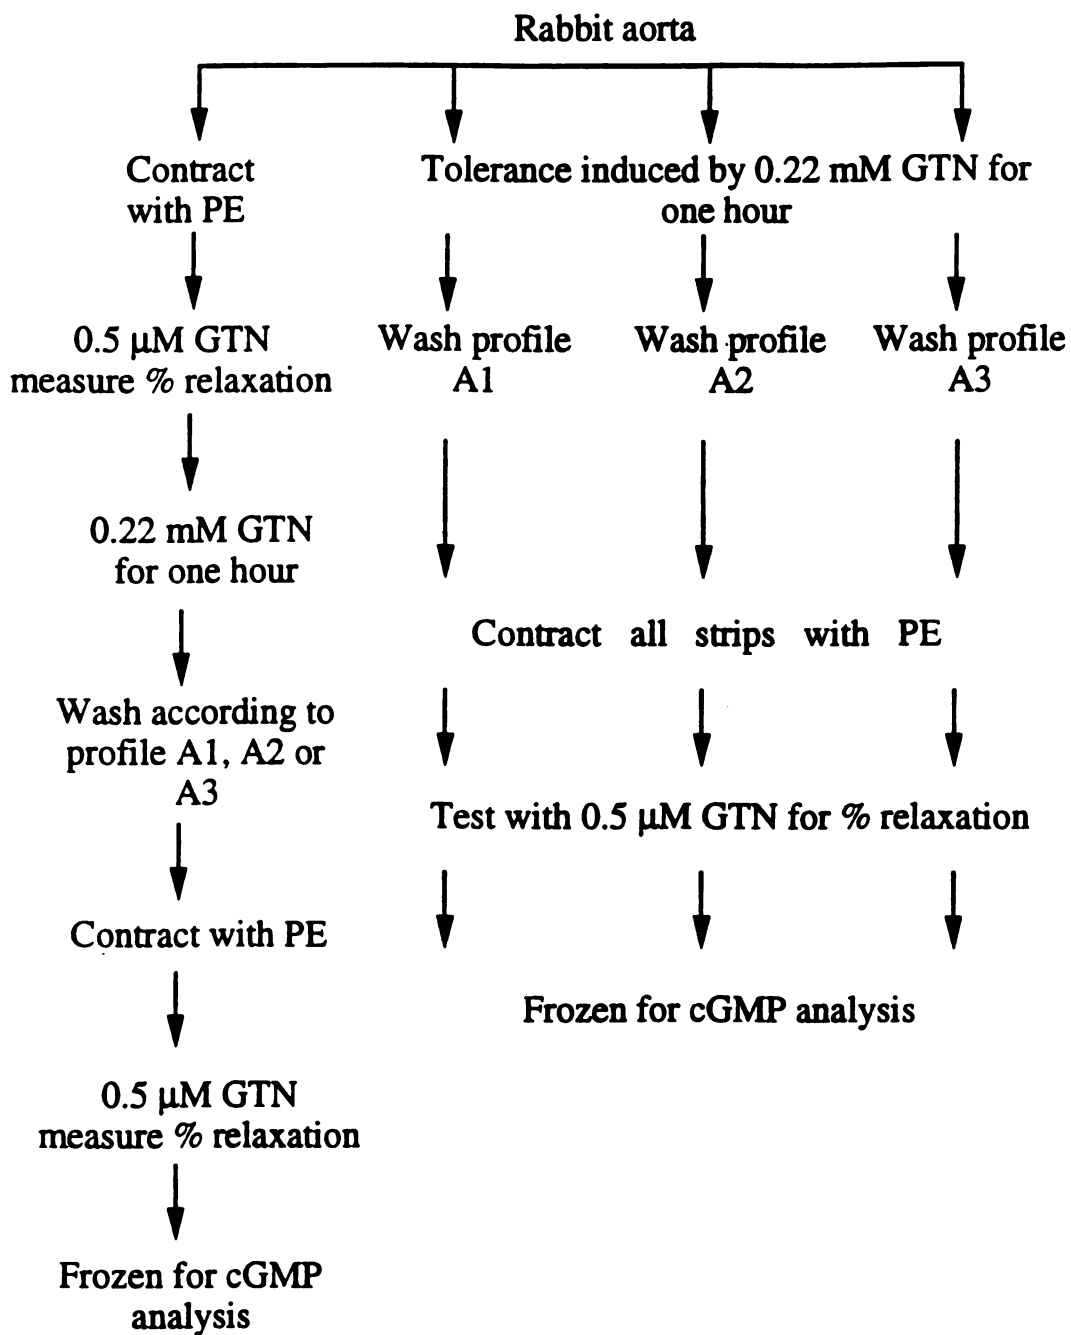 Rabbit aorta
Contract
with PE
0.5 µM GTN
measure % relaxation
0.22 mM GTN
for one hour
Wash according to
profile A1, A2 or
A3
Contract with PE
0.5 µM GTN
measure % relaxation
Frozen for cGMP
analysis
Tolerance induced by 0.22 mM GTN for
one hour
Wash profile
A1
Wash profile
A2
Wash profile
A3
Contract all strips with PE
Test with 0.5 µM GTN for % relaxation
Frozen for cGMP analysis